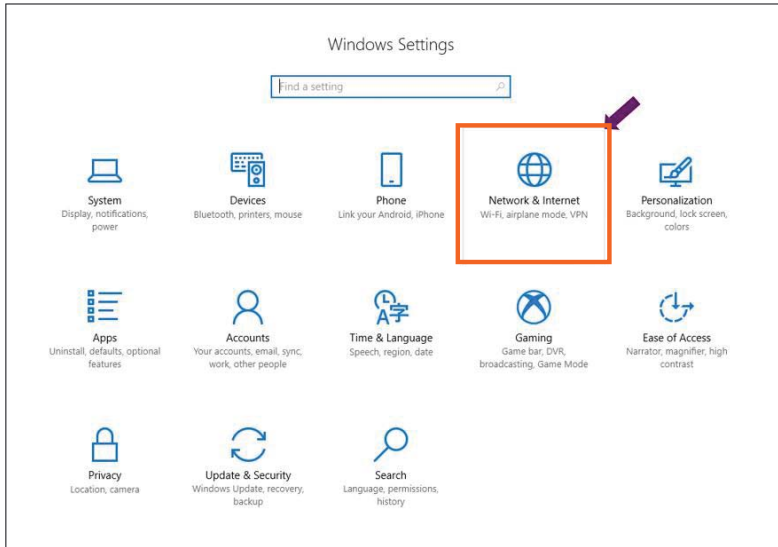 Windows Settings
Find a setting
System
Display, notifications,
power
Devices
Bluetooth, printers, mouse
Phone
Link your Android, iPhone
Network & Internet
Wi-Fi, airplane mode, VPN
Personalization
Background, lock screen,
colors
Apps
Uninstall, defaults, optional
features
Accounts
Your accounts, email, sync,
work, other people
A字
Time & Language
Speech, region, date
Gaming
Game bar, DVR,
broadcasting, Game Mode
Ease of Access
Narrator, magnifier, high
contrast
Privacy
Location, camera
Update & Security
Windows Update, recovery,
backup
Search
Language, permissions,
history